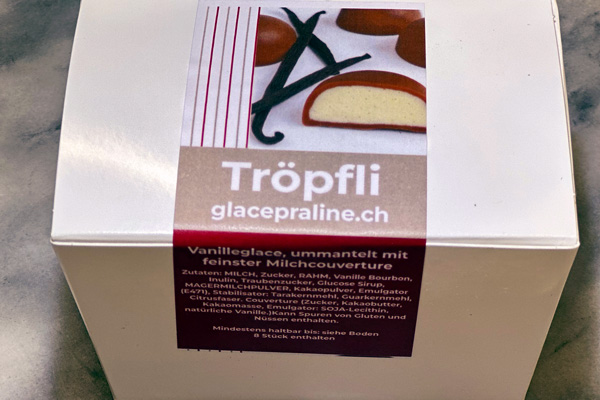 Tröpfli
glacepraline.ch
Vanilleglace, ummantelt mit
feinster Milchcouverture
Zutaten: MILCH, Zucker, RAHM, Vanille Bourbon,
Inulin, Traubenzucker, Glucose Sirup,
MAGERMILCHPULVER, Kakaopulver, Emulgator
(E471), Stabilisator: Tarakernmehl, Guarkernmehl,
Citrusfaser. Couverture (Zucker, Kakaobutter,
Kakaomasse, Emulgator: SOJA-Lecithin,
natürliche Vanille.)Kann Spuren von Gluten und
Nüssen enthalten.
Mindestens haltbar bis: siehe Boden
8 Stück enthalten